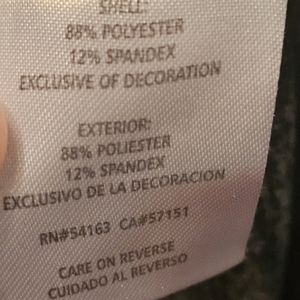 SHELL:
88% POLYESTER
12% SPANDEX
EXCLUSIVE OF DECORATION
EXTERIOR:
88% POLIESTER
12% SPANDEX
EXCLUSIVO DE LA DECORACION
RN#54163 CA#57151
CARE ON REVERSE
CUIDADO AL REVERSO